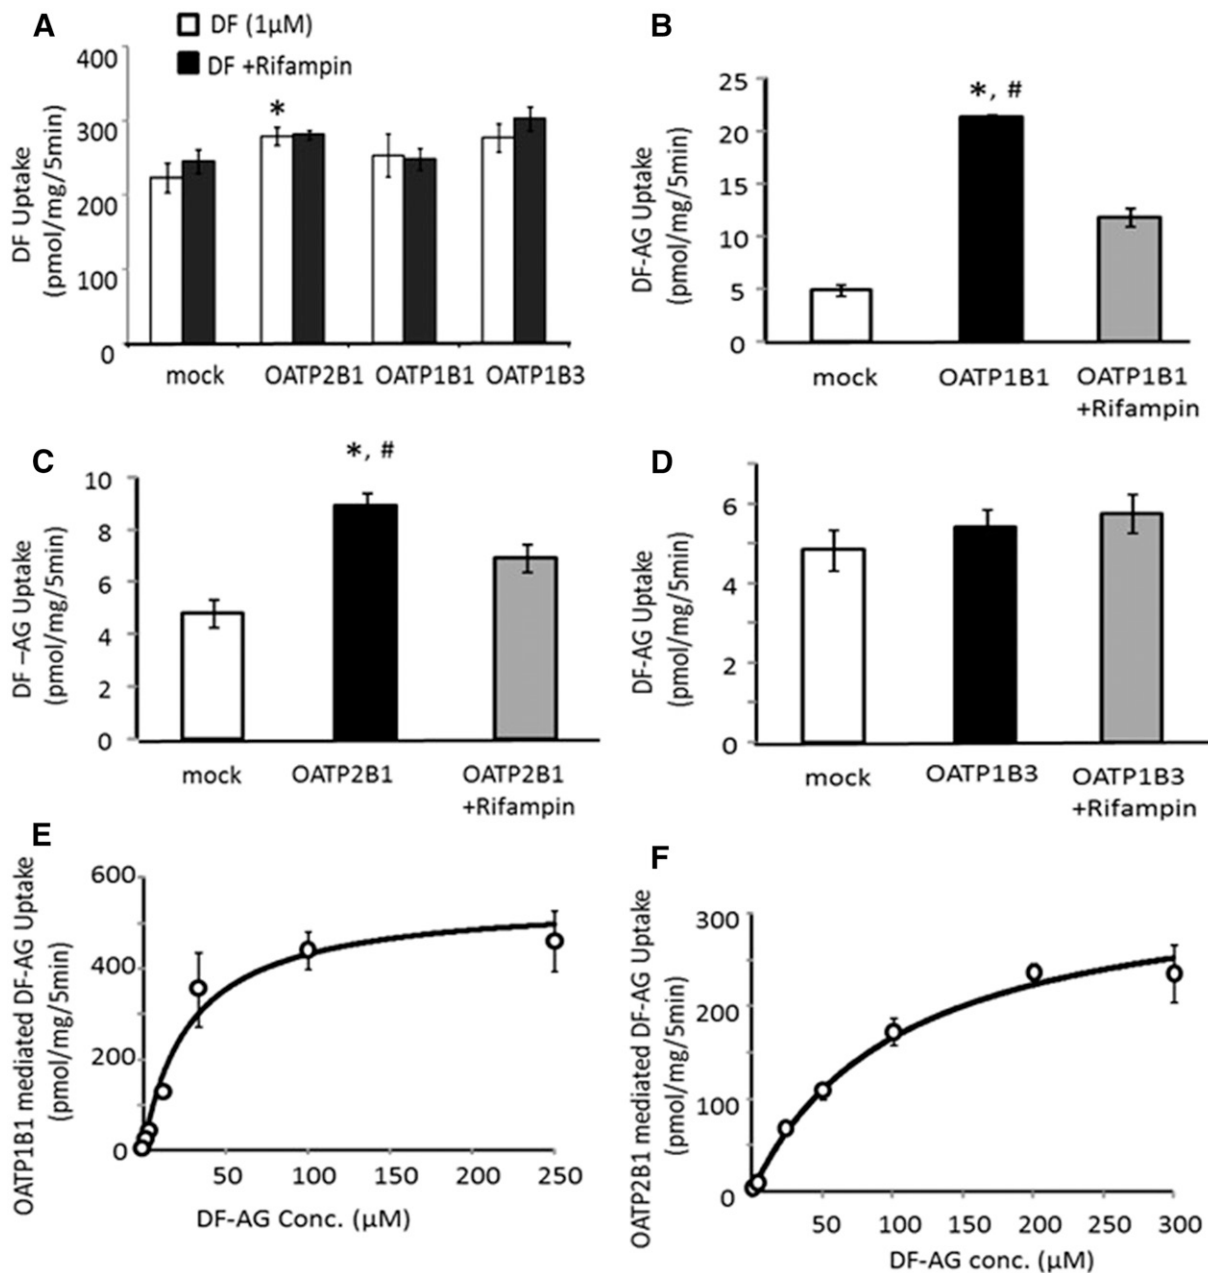 A
DF (1µM)
DF +Rifampin
DF Uptake
(pmol/mg/5min)
400
300
200
100
0
*
mock
OATP2B1
OATP1B1
OATP1B3
B
DF-AG Uptake
(pmol/mg/5min)
25
20
15
10
5
0
*, #
mock
OATP1B1
OATP1B1
+Rifampin
C
DF –AG Uptake
(pmol/mg/5min)
10
8
6
4
2
0
*, #
mock
OATP2B1
OATP2B1
+Rifampin
D
DF-AG Uptake
(pmol/mg/5min)
6
4
2
0
mock
OATP1B3
OATP1B3
+Rifampin
E
OATP1B1 mediated DF-AG Uptake
(pmol/mg/5min)
600
400
200
0
50
100
150
200
250
DF-AG Conc. (µM)
F
OATP2B1 mediated DF-AG Uptake
(pmol/mg/5min)
300
200
100
0
50
100
150
200
250
300
DF-AG conc. (µM)